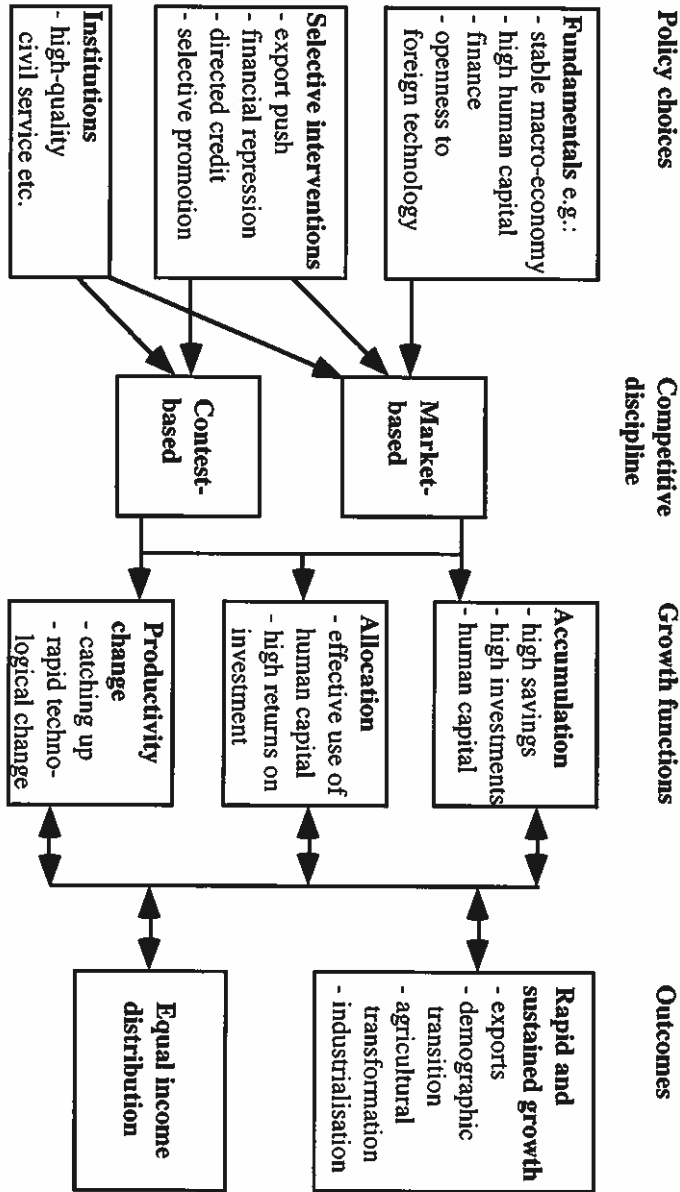 Policy choices
Competitive
discipline
Growth functions
Outcomes
Fundamentals e.g.:
- stable macro-economy
- high human capital
- finance
- openness to
foreign technology
Selective interventions
- export push
- financial repression
- directed credit
- selective promotion
Institutions
- high-quality
civil service etc.
Market-
based
Contest-
based
Accumulation
- high savings
- high investments
- human capital
Allocation
- effective use of
human capital
- high returns on
investment
Productivity
change
- catching up
- rapid techno-
logical change
Rapid and
sustained growth
- exports
- demographic
transition
- agricultural
transformation
- industrialisation
Equal income
distribution